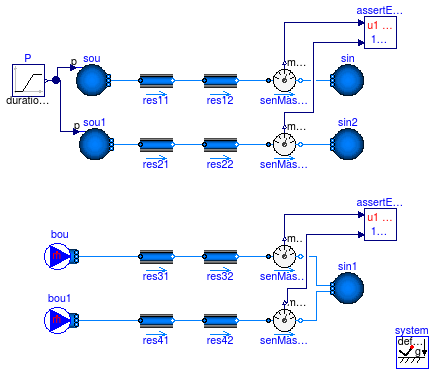 assertE...
P
sou
sin
p
m...
u1 ...
1...
duratio...
res11
res12
senMas...
sou1
sin2
p
m...
res21
res22
senMas...
assertE...
bou
m...
u1 ...
1...
res31
res32
senMas...
sin1
bou1
m...
res41
res42
senMas...
system
def...
g